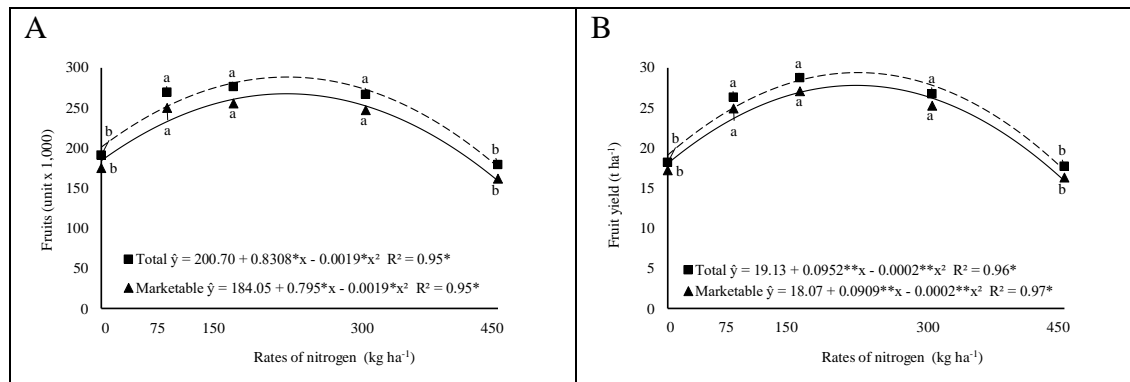 A
Fruits (unit x 1,000)
300
250
200
150
100
50
0
a
a
a
b
b
a
a
a
b
b
Total ŷ = 200.70 + 0.8308*x - 0.0019*x² R² = 0.95*
Marketable ŷ = 184.05 + 0.795*x - 0.0019*x² R² = 0.95*
0 75 150 300 450
Rates of nitrogen (kg ha⁻¹)
B
Fruit yield (t ha⁻¹)
30
25
20
15
10
5
0
a
a
a
b
b
a
a
a
b
b
Total ŷ = 19.13 + 0.0952**x - 0.0002**x² R² = 0.96*
Marketable ŷ = 18.07 + 0.0909**x - 0.0002**x² R² = 0.97*
0 75 150 300 450
Rates of nitrogen (kg ha⁻¹)